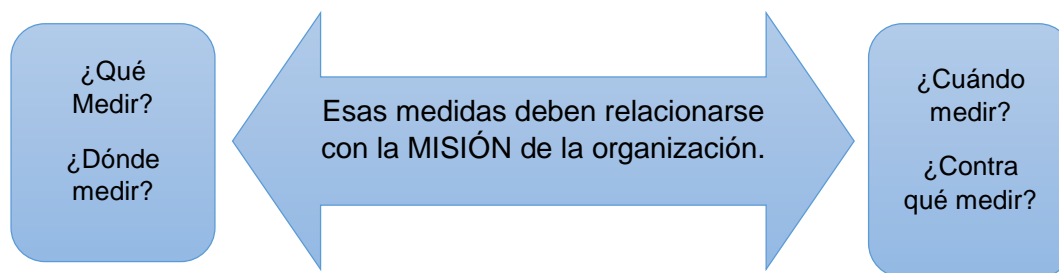 ¿Qué
Medir?
¿Dónde
medir?
Esas medidas deben relacionarse
con la MISIÓN de la organización.
¿Cuándo
medir?
¿Contra
qué medir?